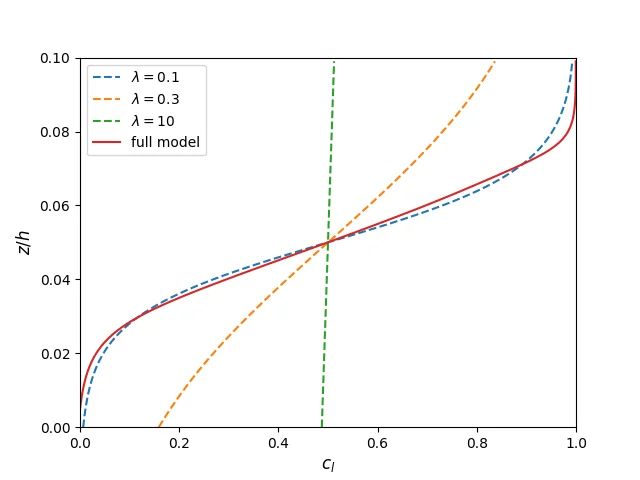 0.10
0.08
0.06
0.04
0.02
0.00
z/h
λ = 0.1
λ = 0.3
λ = 10
full model
0.0 0.2 0.4 0.6 0.8 1.0
c_l